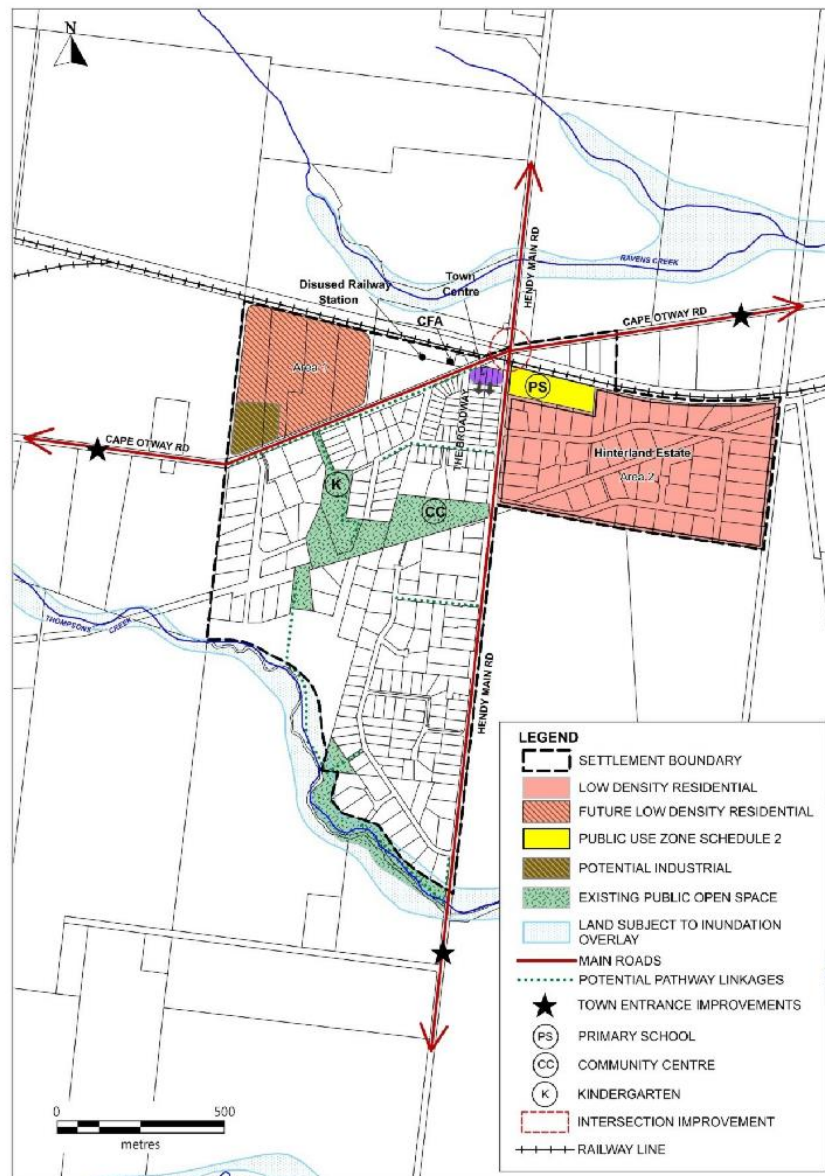 N
HENDY MAIN RD
RAVENS CREEK
Disused Railway
Station
Town
Centre
CFA
CAPE OTWAY RD
Area 1
PS
THE BROADWAY
CAPE OTWAY RD
Hinterland Estate
Area 2
K
CC
THOMPSONS CREEK
HENDY MAIN RD
LEGEND
SETTLEMENT BOUNDARY
LOW DENSITY RESIDENTIAL
FUTURE LOW DENSITY RESIDENTIAL
PUBLIC USE ZONE SCHEDULE 2
POTENTIAL INDUSTRIAL
EXISTING PUBLIC OPEN SPACE
LAND SUBJECT TO INUNDATION
OVERLAY
MAIN ROADS
POTENTIAL PATHWAY LINKAGES
TOWN ENTRANCE IMPROVEMENTS
PS PRIMARY SCHOOL
CC COMMUNITY CENTRE
K KINDERGARTEN
INTERSECTION IMPROVEMENT
RAILWAY LINE
0 500
metres